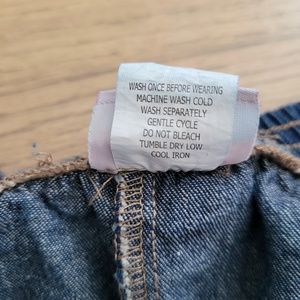 WASH ONCE BEFORE WEARING
MACHINE WASH COLD
WASH SEPARATELY
GENTLE CYCLE
DO NOT BLEACH
TUMBLE DRY LOW
COOL IRON